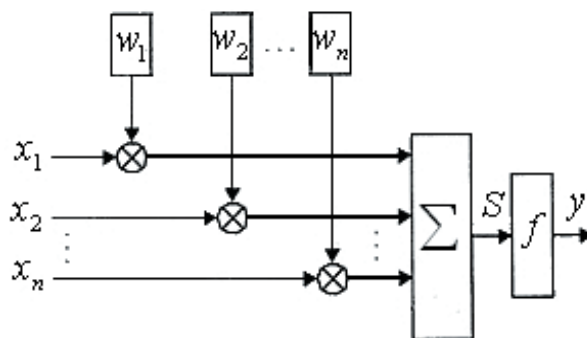 w₁ w₂ ... wₙ
x₁
x₂
⋮ ⋮
xₙ
Σ S f y